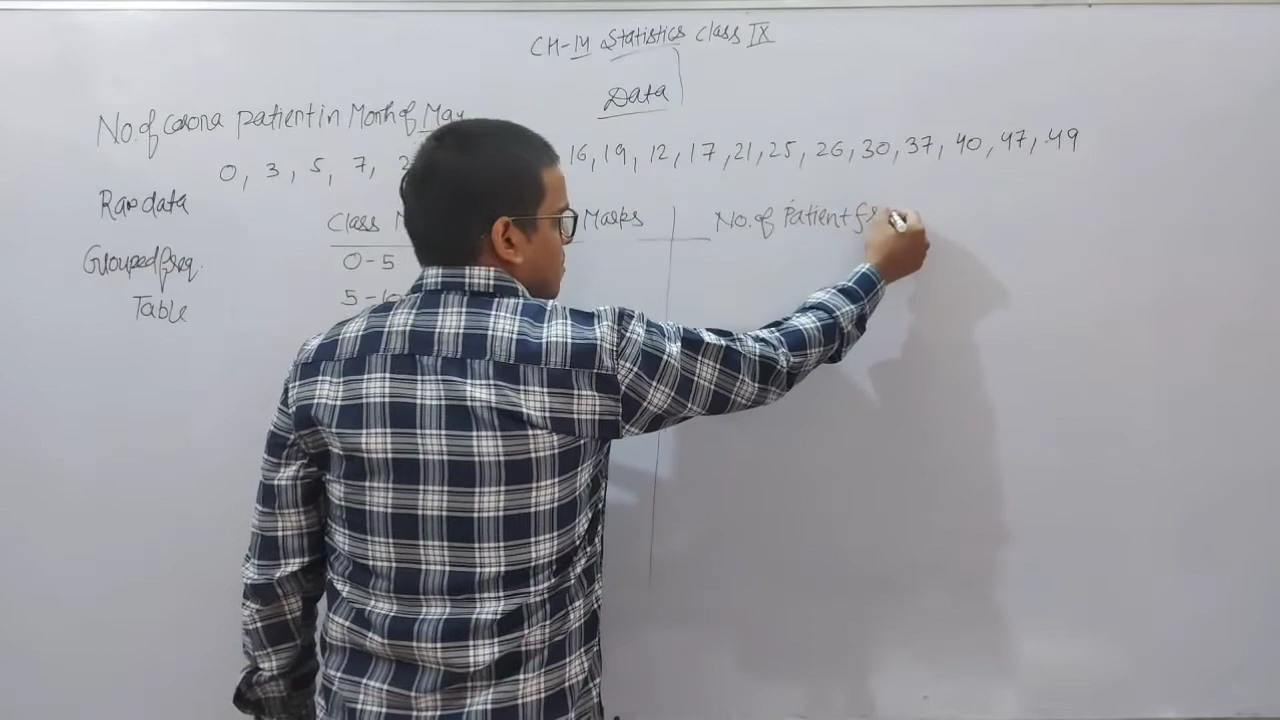 CH-14 Statistics Class IX
Data
No. of corona patient in Month of May
0, 3, 5, 7, 16, 19, 12, 17, 21, 25, 26, 30, 37, 40, 47, 49
Raw data
Class Marks No. of Patient
Grouped freq.
0-5
Table